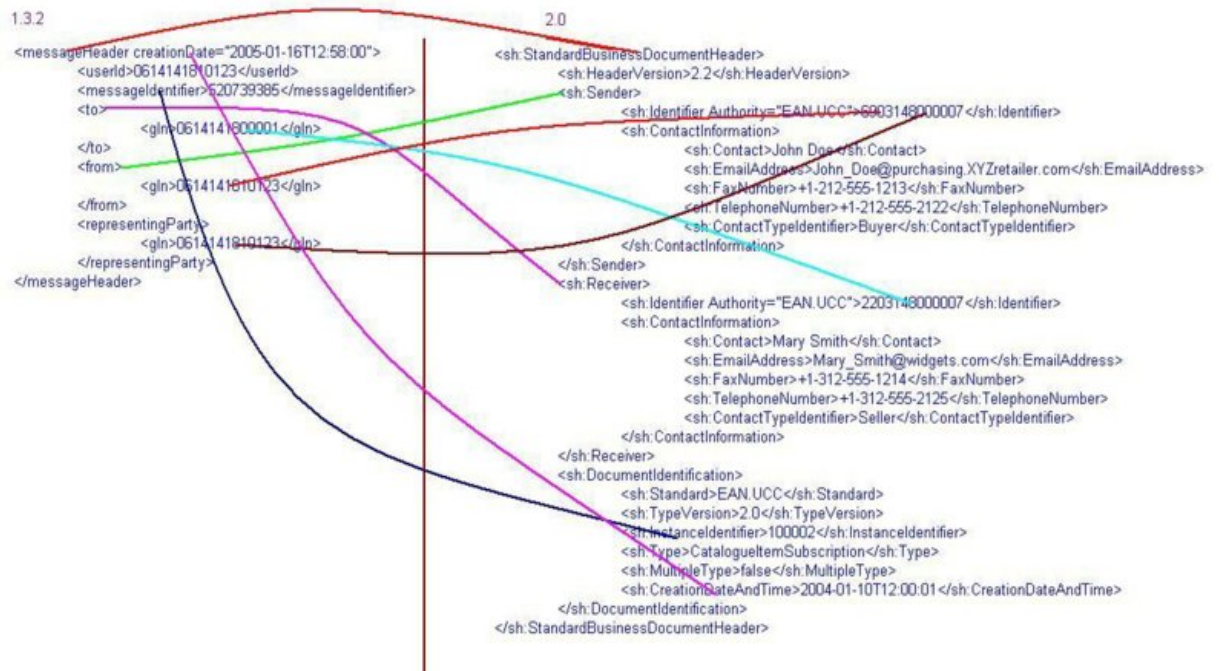 1.3.2
<messageHeader creationDate="2005-01-16T12:58:00">
<userId>0614141810123</userId>
<messageIdentifier>520739385</messageIdentifier>
<to>
<gln>0614141800001</gln>
</to>
<from>
<gln>0614141810123</gln>
</from>
<representingParty>
<gln>0614141810123</gln>
</representingParty>
</messageHeader>
2.0
<sh:StandardBusinessDocumentHeader>
<sh:HeaderVersion>2.2</sh:HeaderVersion>
<sh:Sender>
<sh:Identifier Authority="EAN.UCC">6903148000007</sh:Identifier>
<sh:ContactInformation>
<sh:Contact>John Doe</sh:Contact>
<sh:EmailAddress>John_Doe@purchasing.XYZretailer.com</sh:EmailAddress>
<sh:FaxNumber>+1-212-555-1213</sh:FaxNumber>
<sh:TelephoneNumber>+1-212-555-2122</sh:TelephoneNumber>
<sh:ContactTypeIdentifier>Buyer</sh:ContactTypeIdentifier>
</sh:ContactInformation>
</sh:Sender>
<sh:Receiver>
<sh:Identifier Authority="EAN.UCC">2203148000007</sh:Identifier>
<sh:ContactInformation>
<sh:Contact>Mary Smith</sh:Contact>
<sh:EmailAddress>Mary_Smith@widgets.com</sh:EmailAddress>
<sh:FaxNumber>+1-312-555-1214</sh:FaxNumber>
<sh:TelephoneNumber>+1-312-555-2125</sh:TelephoneNumber>
<sh:ContactTypeIdentifier>Seller</sh:ContactTypeIdentifier>
</sh:ContactInformation>
</sh:Receiver>
<sh:DocumentIdentification>
<sh:Standard>EAN.UCC</sh:Standard>
<sh:TypeVersion>2.0</sh:TypeVersion>
<sh:InstanceIdentifier>100002</sh:InstanceIdentifier>
<sh:Type>CatalogueItemSubscription</sh:Type>
<sh:MultipleType>false</sh:MultipleType>
<sh:CreationDateAndTime>2004-01-10T12:00:01</sh:CreationDateAndTime>
</sh:DocumentIdentification>
</sh:StandardBusinessDocumentHeader>